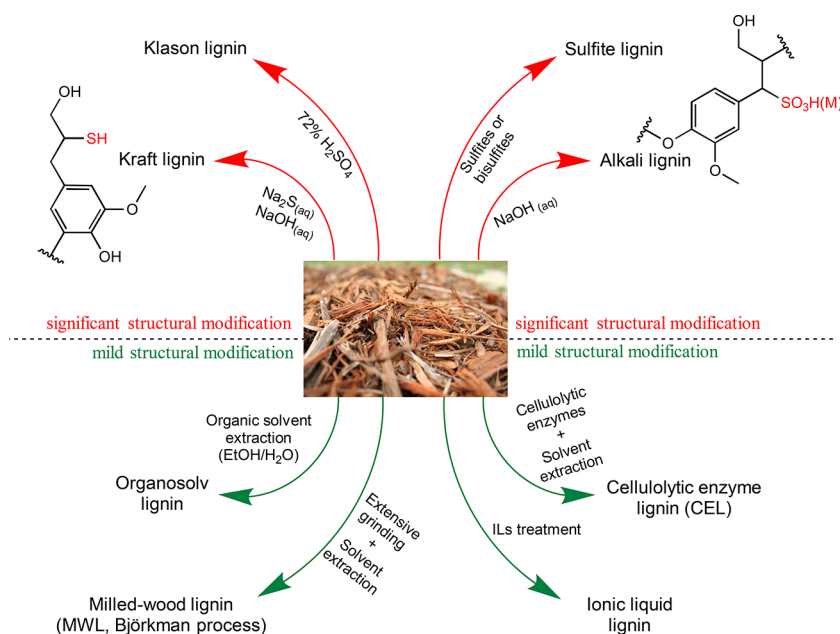 Klason lignin
72% H2SO4
Sulfite lignin
Sulfites or
bisulfites
OH
SO3H(M)
O
O
OH
SH
O
OH
Kraft lignin
Na2S(aq)
NaOH(aq)
Alkali lignin
NaOH (aq)
significant structural modification
significant structural modification
mild structural modification
mild structural modification
Organic solvent
extraction
(EtOH/H2O)
Organosolv
lignin
Extensive
grinding
+
Solvent
extraction
Milled-wood lignin
(MWL, Björkman process)
Cellulolytic
enzymes
+
Solvent
extraction
Cellulolytic enzyme
lignin (CEL)
ILs treatment
Ionic liquid
lignin